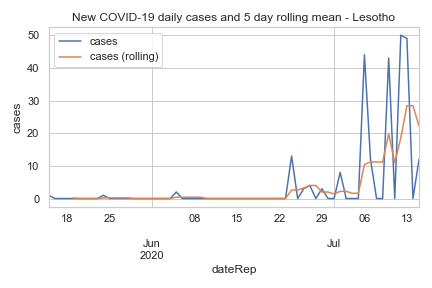 New COVID-19 daily cases and 5 day rolling mean - Lesotho
cases
cases (rolling)
cases
50
40
30
20
10
0
18 25 08 15 22 29 06 13
Jun Jul
2020
dateRep